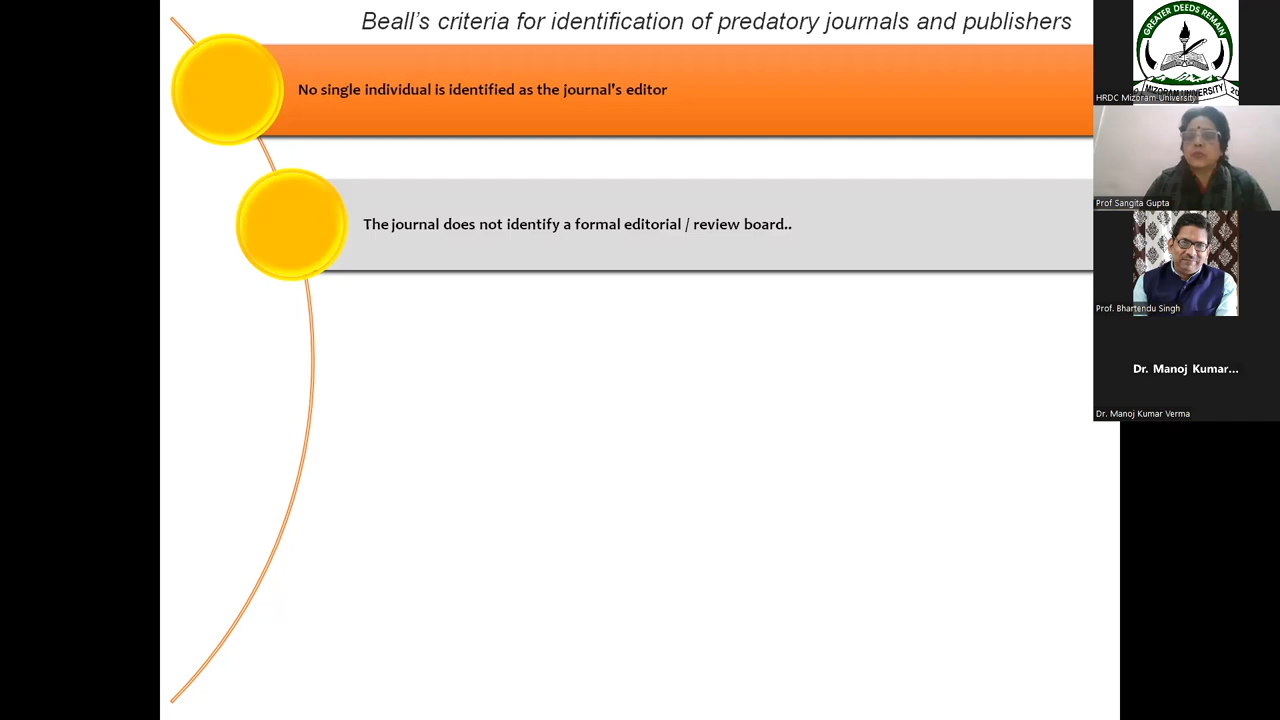 Beall’s criteria for identification of predatory journals and publishers
No single individual is identified as the journal's editor
The journal does not identify a formal editorial / review board..
GREATER DEEDS REMAIN
MIZORAM UNIVERSITY
HRDC Mizoram University
Prof Sangita Gupta
Prof. Bhartendu Singh
Dr. Manoj Kumar...
Dr. Manoj Kumar Verma